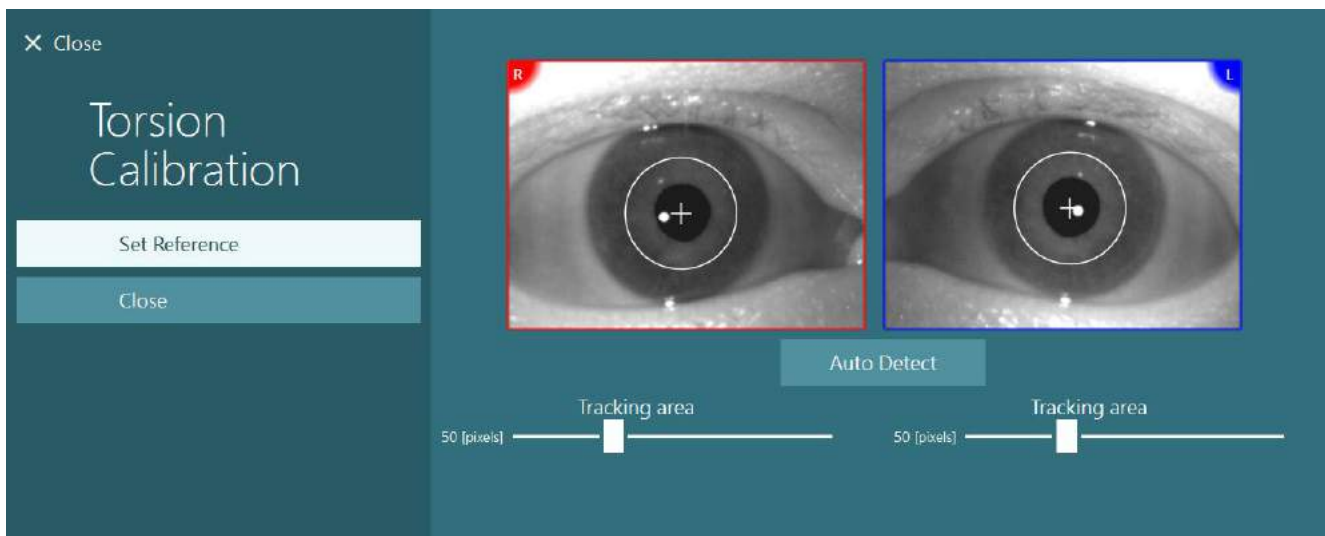 ✕ Close
Torsion
Calibration
Set Reference
Close
R
L
Auto Detect
Tracking area
50 [pixels]
Tracking area
50 [pixels]